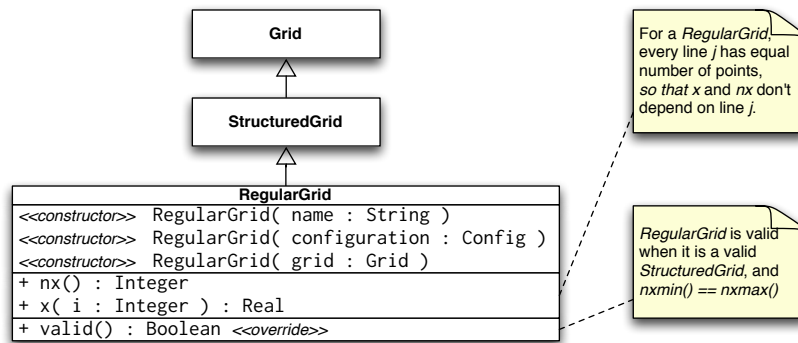 Grid
StructuredGrid
RegularGrid
<<constructor>> RegularGrid( name : String )
<<constructor>> RegularGrid( configuration : Config )
<<constructor>> RegularGrid( grid : Grid )
+ nx() : Integer
+ x( i : Integer ) : Real
+ valid() : Boolean <<override>>
For a RegularGrid,
every line j has equal
number of points,
so that x and nx don't
depend on line j.
RegularGrid is valid
when it is a valid
StructuredGrid, and
nxmin() == nxmax()